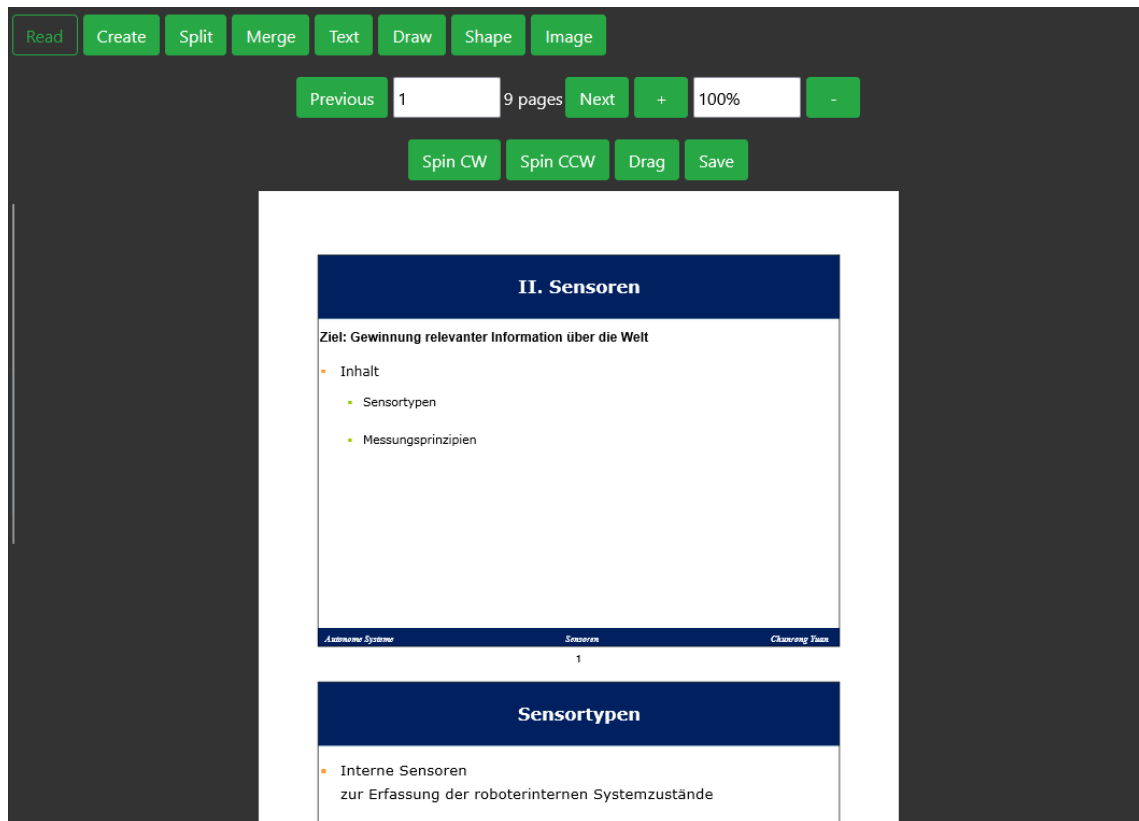 Read Create Split Merge Text Draw Shape Image
Previous 1 9 pages Next + 100% -
Spin CW Spin CCW Drag Save
II. Sensoren
Ziel: Gewinnung relevanter Information über die Welt
Inhalt
Sensortypen
Messungsprinzipien
Autonome Systeme Sensoren Chunrong Yuan
1
Sensortypen
Interne Sensoren
zur Erfassung der roboterinternen Systemzustände